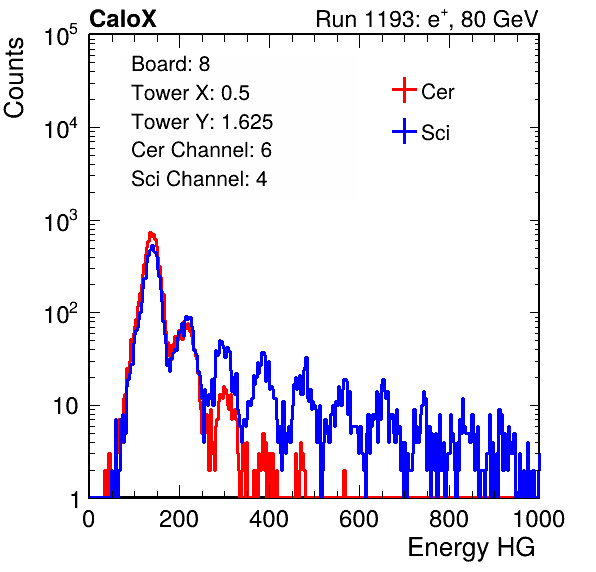 CaloX Run 1193: e⁺, 80 GeV
Board: 8
Tower X: 0.5
Tower Y: 1.625
Cer Channel: 6
Sci Channel: 4
Cer
Sci
Counts
10⁵
10⁴
10³
10²
10
1
0 200 400 600 800 1000
Energy HG